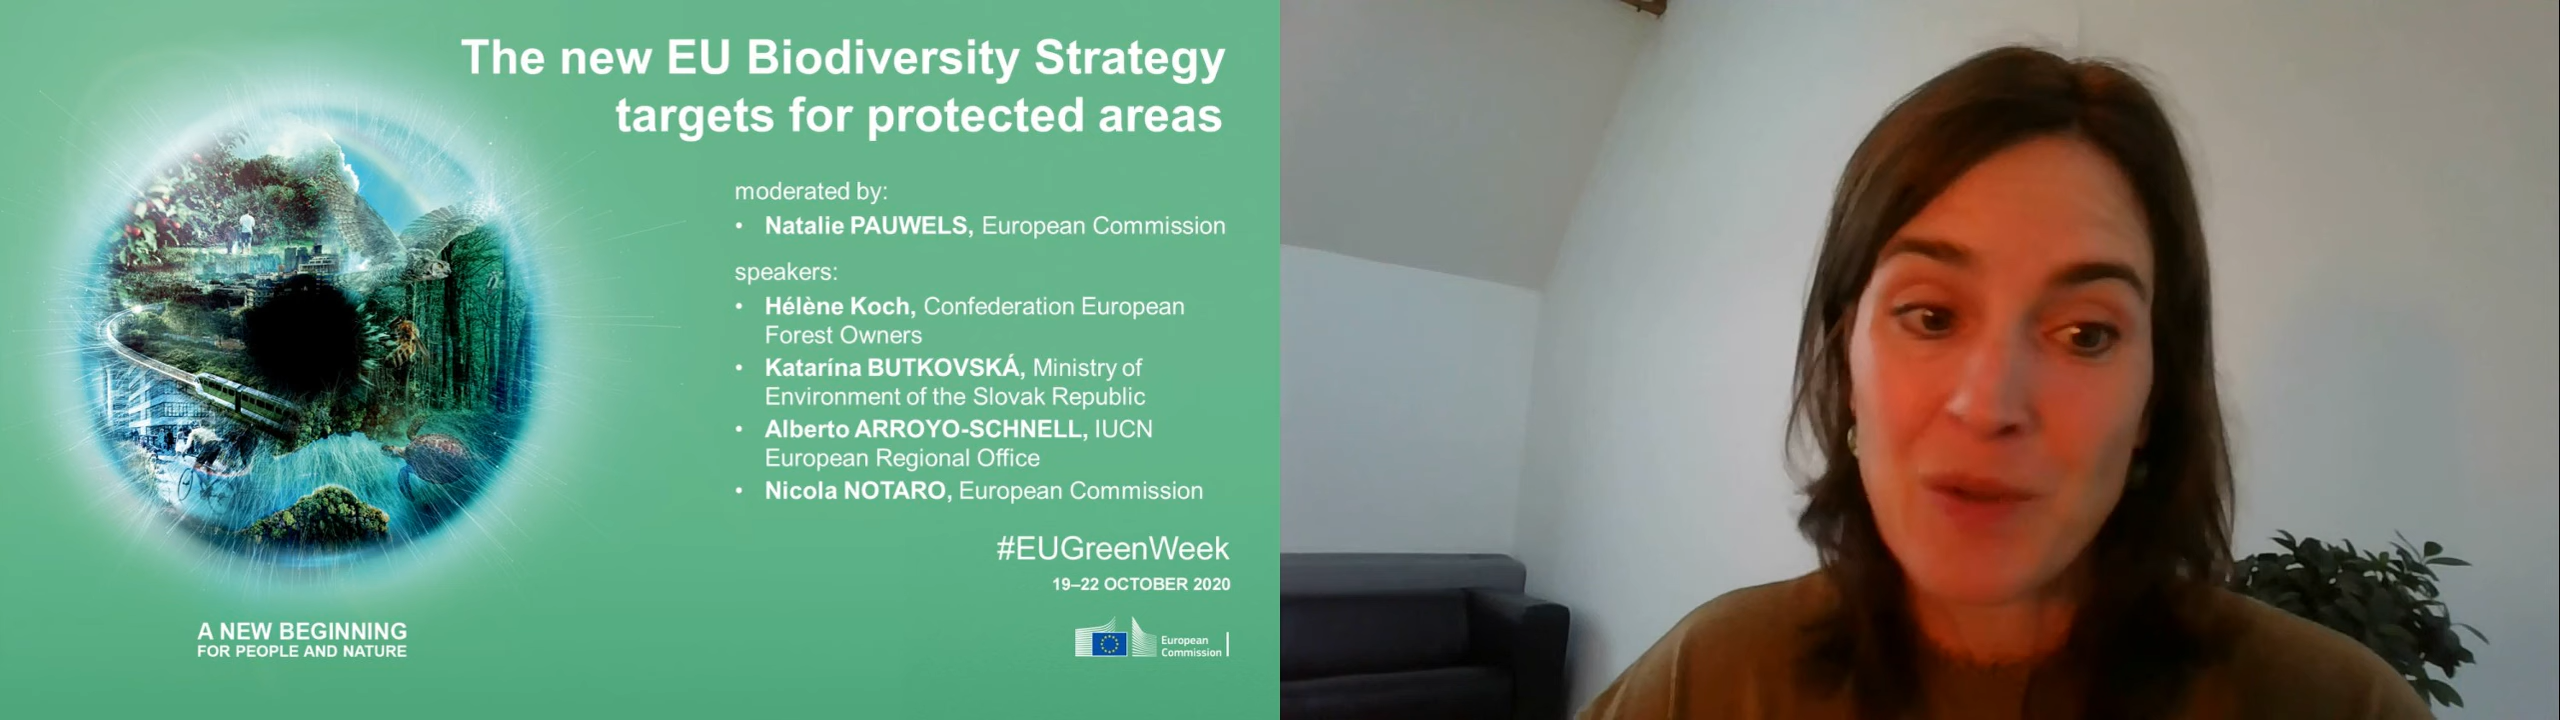 The new EU Biodiversity Strategy
targets for protected areas
moderated by:
• Natalie PAUWELS, European Commission
speakers:
• Hélène Koch, Confederation European
Forest Owners
• Katarína BUTKOVSKÁ, Ministry of
Environment of the Slovak Republic
• Alberto ARROYO-SCHNELL, IUCN
European Regional Office
• Nicola NOTARO, European Commission
#EUGreenWeek
19–22 OCTOBER 2020
A NEW BEGINNING
FOR PEOPLE AND NATURE
European
Commission